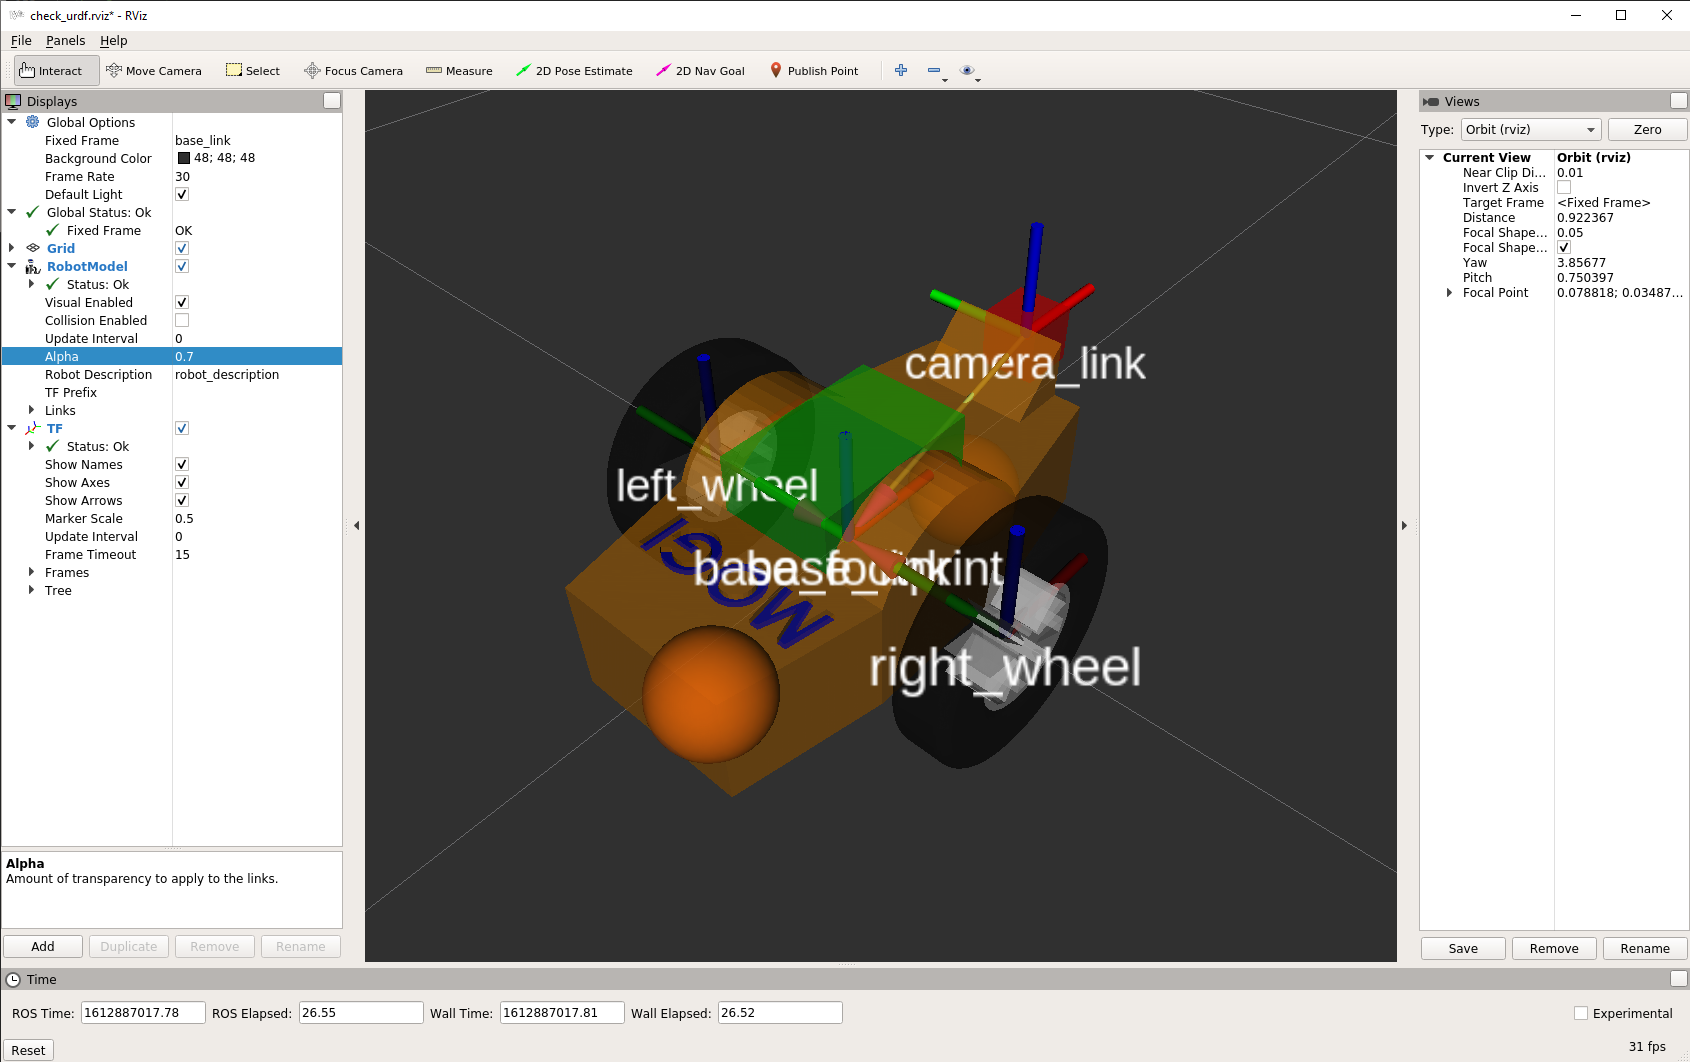 check_urdf.rviz* - RViz
File Panels Help
Interact Move Camera Select Focus Camera Measure 2D Pose Estimate 2D Nav Goal Publish Point
Displays
Global Options
Fixed Frame base_link
Background Color 48; 48; 48
Frame Rate 30
Default Light
Global Status: Ok
Fixed Frame OK
Grid
RobotModel
Status: Ok
Visual Enabled
Collision Enabled
Update Interval 0
Alpha 0.7
Robot Description robot_description
TF Prefix
Links
TF
Status: Ok
Show Names
Show Axes
Show Arrows
Marker Scale 0.5
Update Interval 0
Frame Timeout 15
Frames
Tree
Alpha
Amount of transparency to apply to the links.
Add Duplicate Remove Rename
camera_link
left_wheel
MOGI
right_wheel
Views
Type: Orbit (rviz) Zero
Current View Orbit (rviz)
Near Clip Di... 0.01
Invert Z Axis
Target Frame <Fixed Frame>
Distance 0.922367
Focal Shape... 0.05
Focal Shape...
Yaw 3.85677
Pitch 0.750397
Focal Point 0.078818; 0.03487...
Save Remove Rename
Time
ROS Time: 1612887017.78 ROS Elapsed: 26.55 Wall Time: 1612887017.81 Wall Elapsed: 26.52 Experimental
Reset 31 fps